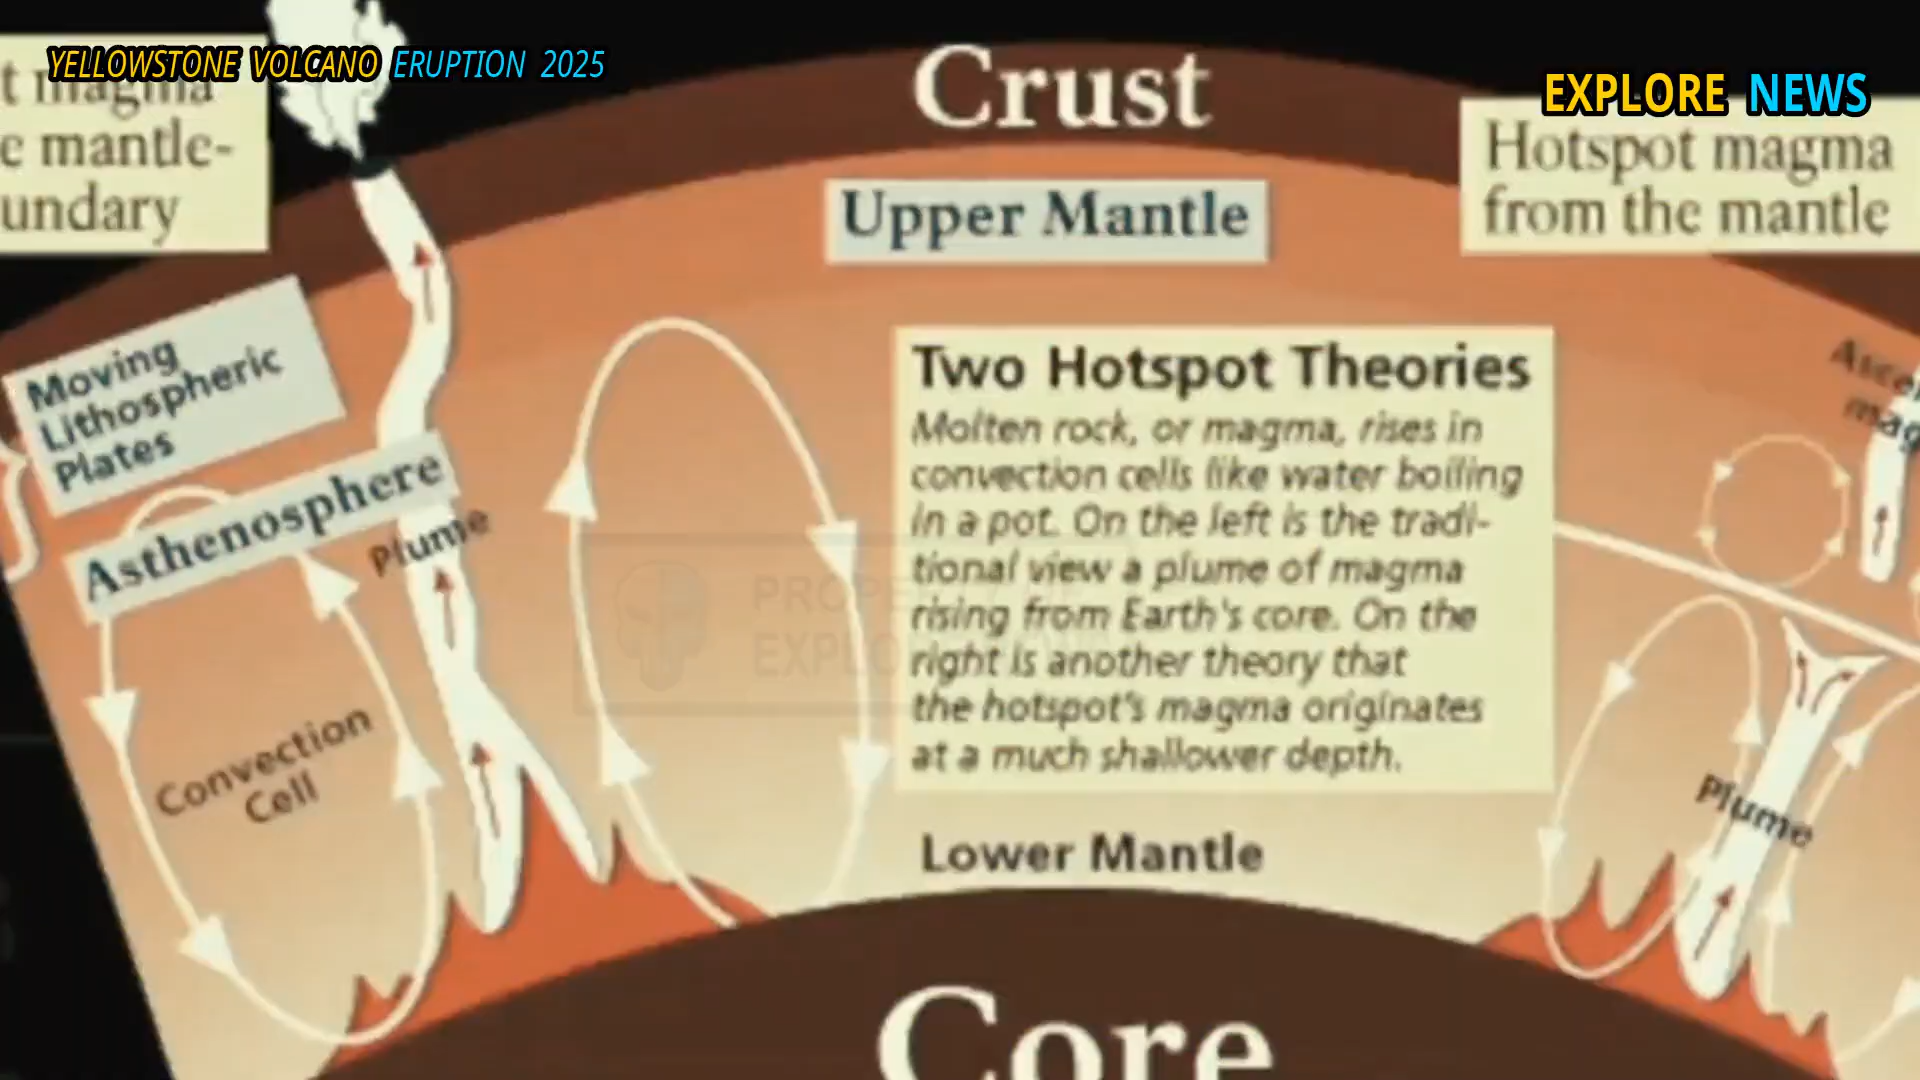 YELLOWSTONE VOLCANO ERUPTION 2025
EXPLORE NEWS
t magma
e mantle-
undary
Crust
Upper Mantle
Hotspot magma
from the mantle
Moving
Lithospheric
Plates
Asthenosphere
Plume
Convection
Cell
Two Hotspot Theories
Molten rock, or magma, rises in
convection cells like water boiling
in a pot. On the left is the tradi-
tional view a plume of magma
rising from Earth's core. On the
right is another theory that
the hotspot's magma originates
at a much shallower depth.
Lower Mantle
Core
Plume
mag